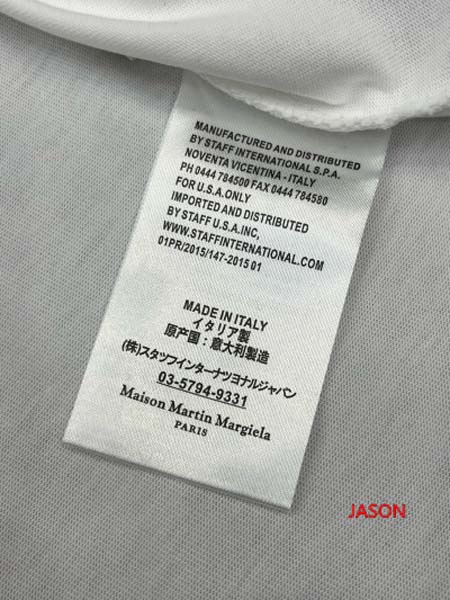 MANUFACTURED AND DISTRIBUTED
BY STAFF INTERNATIONAL S.P.A.
NOVENTA VICENTINA - ITALY
PH 0444 784500 FAX 0444 784580
FOR U.S.A. ONLY
IMPORTED AND DISTRIBUTED
BY STAFF U.S.A.INC,
WWW.STAFFINTERNATIONAL.COM
01PR/2015/147-2015 01
MADE IN ITALY
イタリア製
原产国：意大利製造
(株)スタツフインターナツヨナルジャパン
03-5794-9331
Maison Martin Margiela
PARIS
JASON